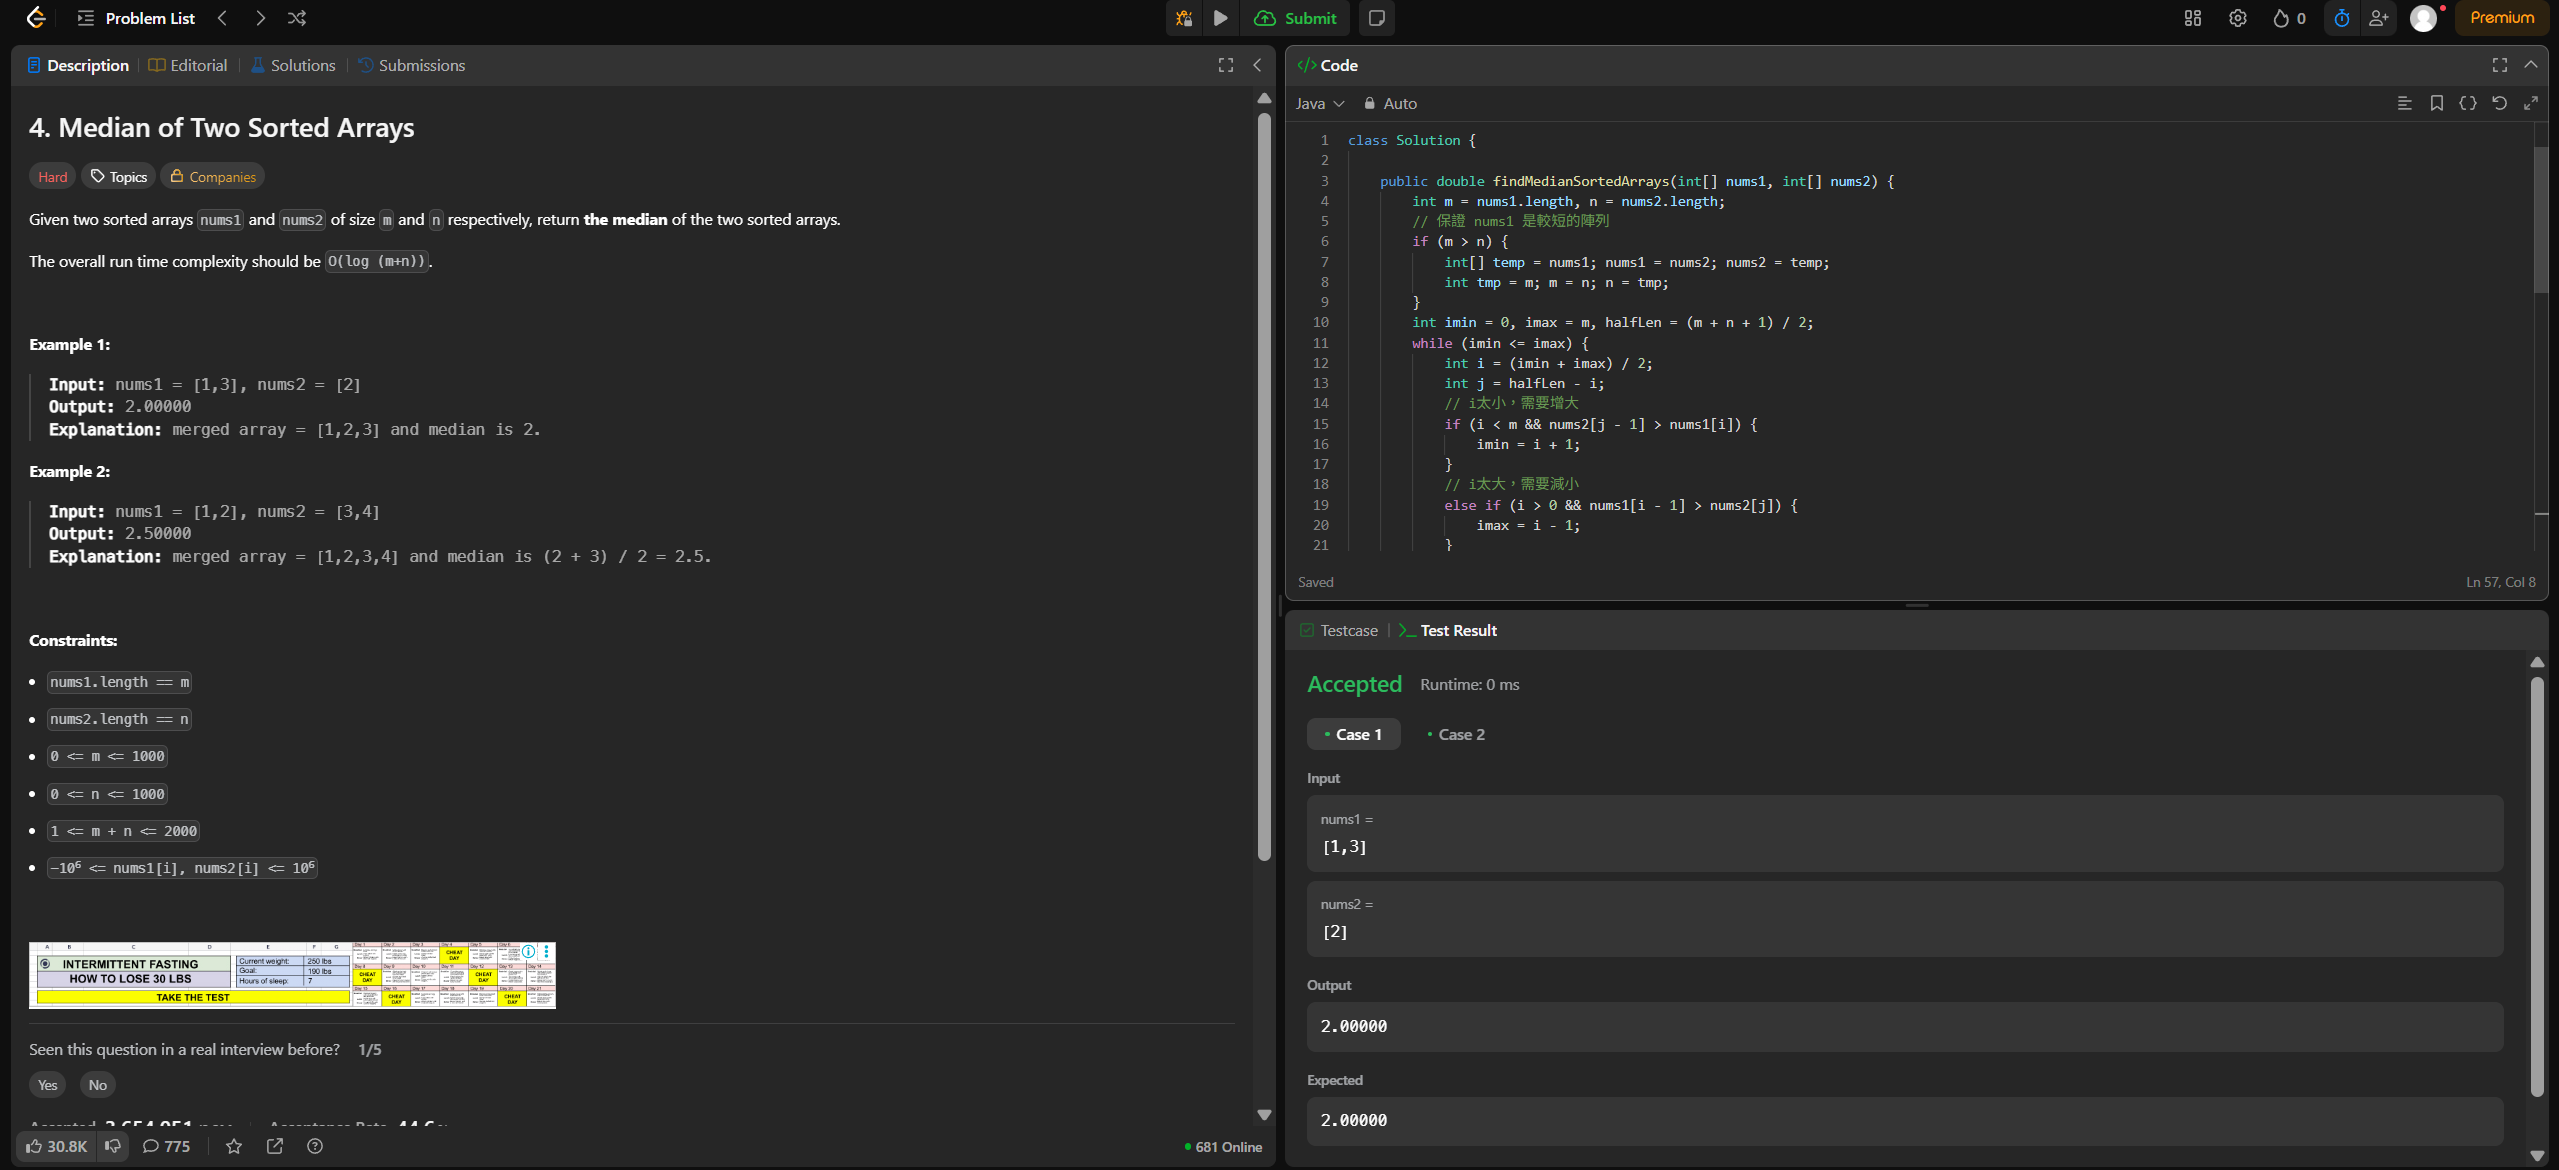 Problem List
Submit
0
Premium
Description
Editorial
Solutions
Submissions
4. Median of Two Sorted Arrays
Hard
Topics
Companies
Given two sorted arrays nums1 and nums2 of size m and n respectively, return the median of the two sorted arrays.
The overall run time complexity should be O(log (m+n)).
Example 1:
Input: nums1 = [1,3], nums2 = [2]
Output: 2.00000
Explanation: merged array = [1,2,3] and median is 2.
Example 2:
Input: nums1 = [1,2], nums2 = [3,4]
Output: 2.50000
Explanation: merged array = [1,2,3,4] and median is (2 + 3) / 2 = 2.5.
Constraints:
nums1.length == m
nums2.length == n
0 <= m <= 1000
0 <= n <= 1000
1 <= m + n <= 2000
-10⁶ <= nums1[i], nums2[i] <= 10⁶
A B C D E F G
INTERMITTENT FASTING
HOW TO LOSE 30 LBS
TAKE THE TEST
Current weight: 250 lbs
Goal: 190 lbs
Hours of sleep: 7
CHEAT DAY
CHEAT DAY
CHEAT DAY
CHEAT DAY
CHEAT DAY
Seen this question in a real interview before? 1/5
Yes
No
30.8K
775
681 Online
</> Code
Java
Auto
1 class Solution {
2
3 public double findMedianSortedArrays(int[] nums1, int[] nums2) {
4 int m = nums1.length, n = nums2.length;
5 // 保證 nums1 是較短的陣列
6 if (m > n) {
7 int[] temp = nums1; nums1 = nums2; nums2 = temp;
8 int tmp = m; m = n; n = tmp;
9 }
10 int imin = 0, imax = m, halfLen = (m + n + 1) / 2;
11 while (imin <= imax) {
12 int i = (imin + imax) / 2;
13 int j = halfLen - i;
14 // i太小，需要增大
15 if (i < m && nums2[j - 1] > nums1[i]) {
16 imin = i + 1;
17 }
18 // i太大，需要減小
19 else if (i > 0 && nums1[i - 1] > nums2[j]) {
20 imax = i - 1;
21 }
Saved
Ln 57, Col 8
Testcase
Test Result
Accepted
Runtime: 0 ms
Case 1
Case 2
Input
nums1 =
[1,3]
nums2 =
[2]
Output
2.00000
Expected
2.00000